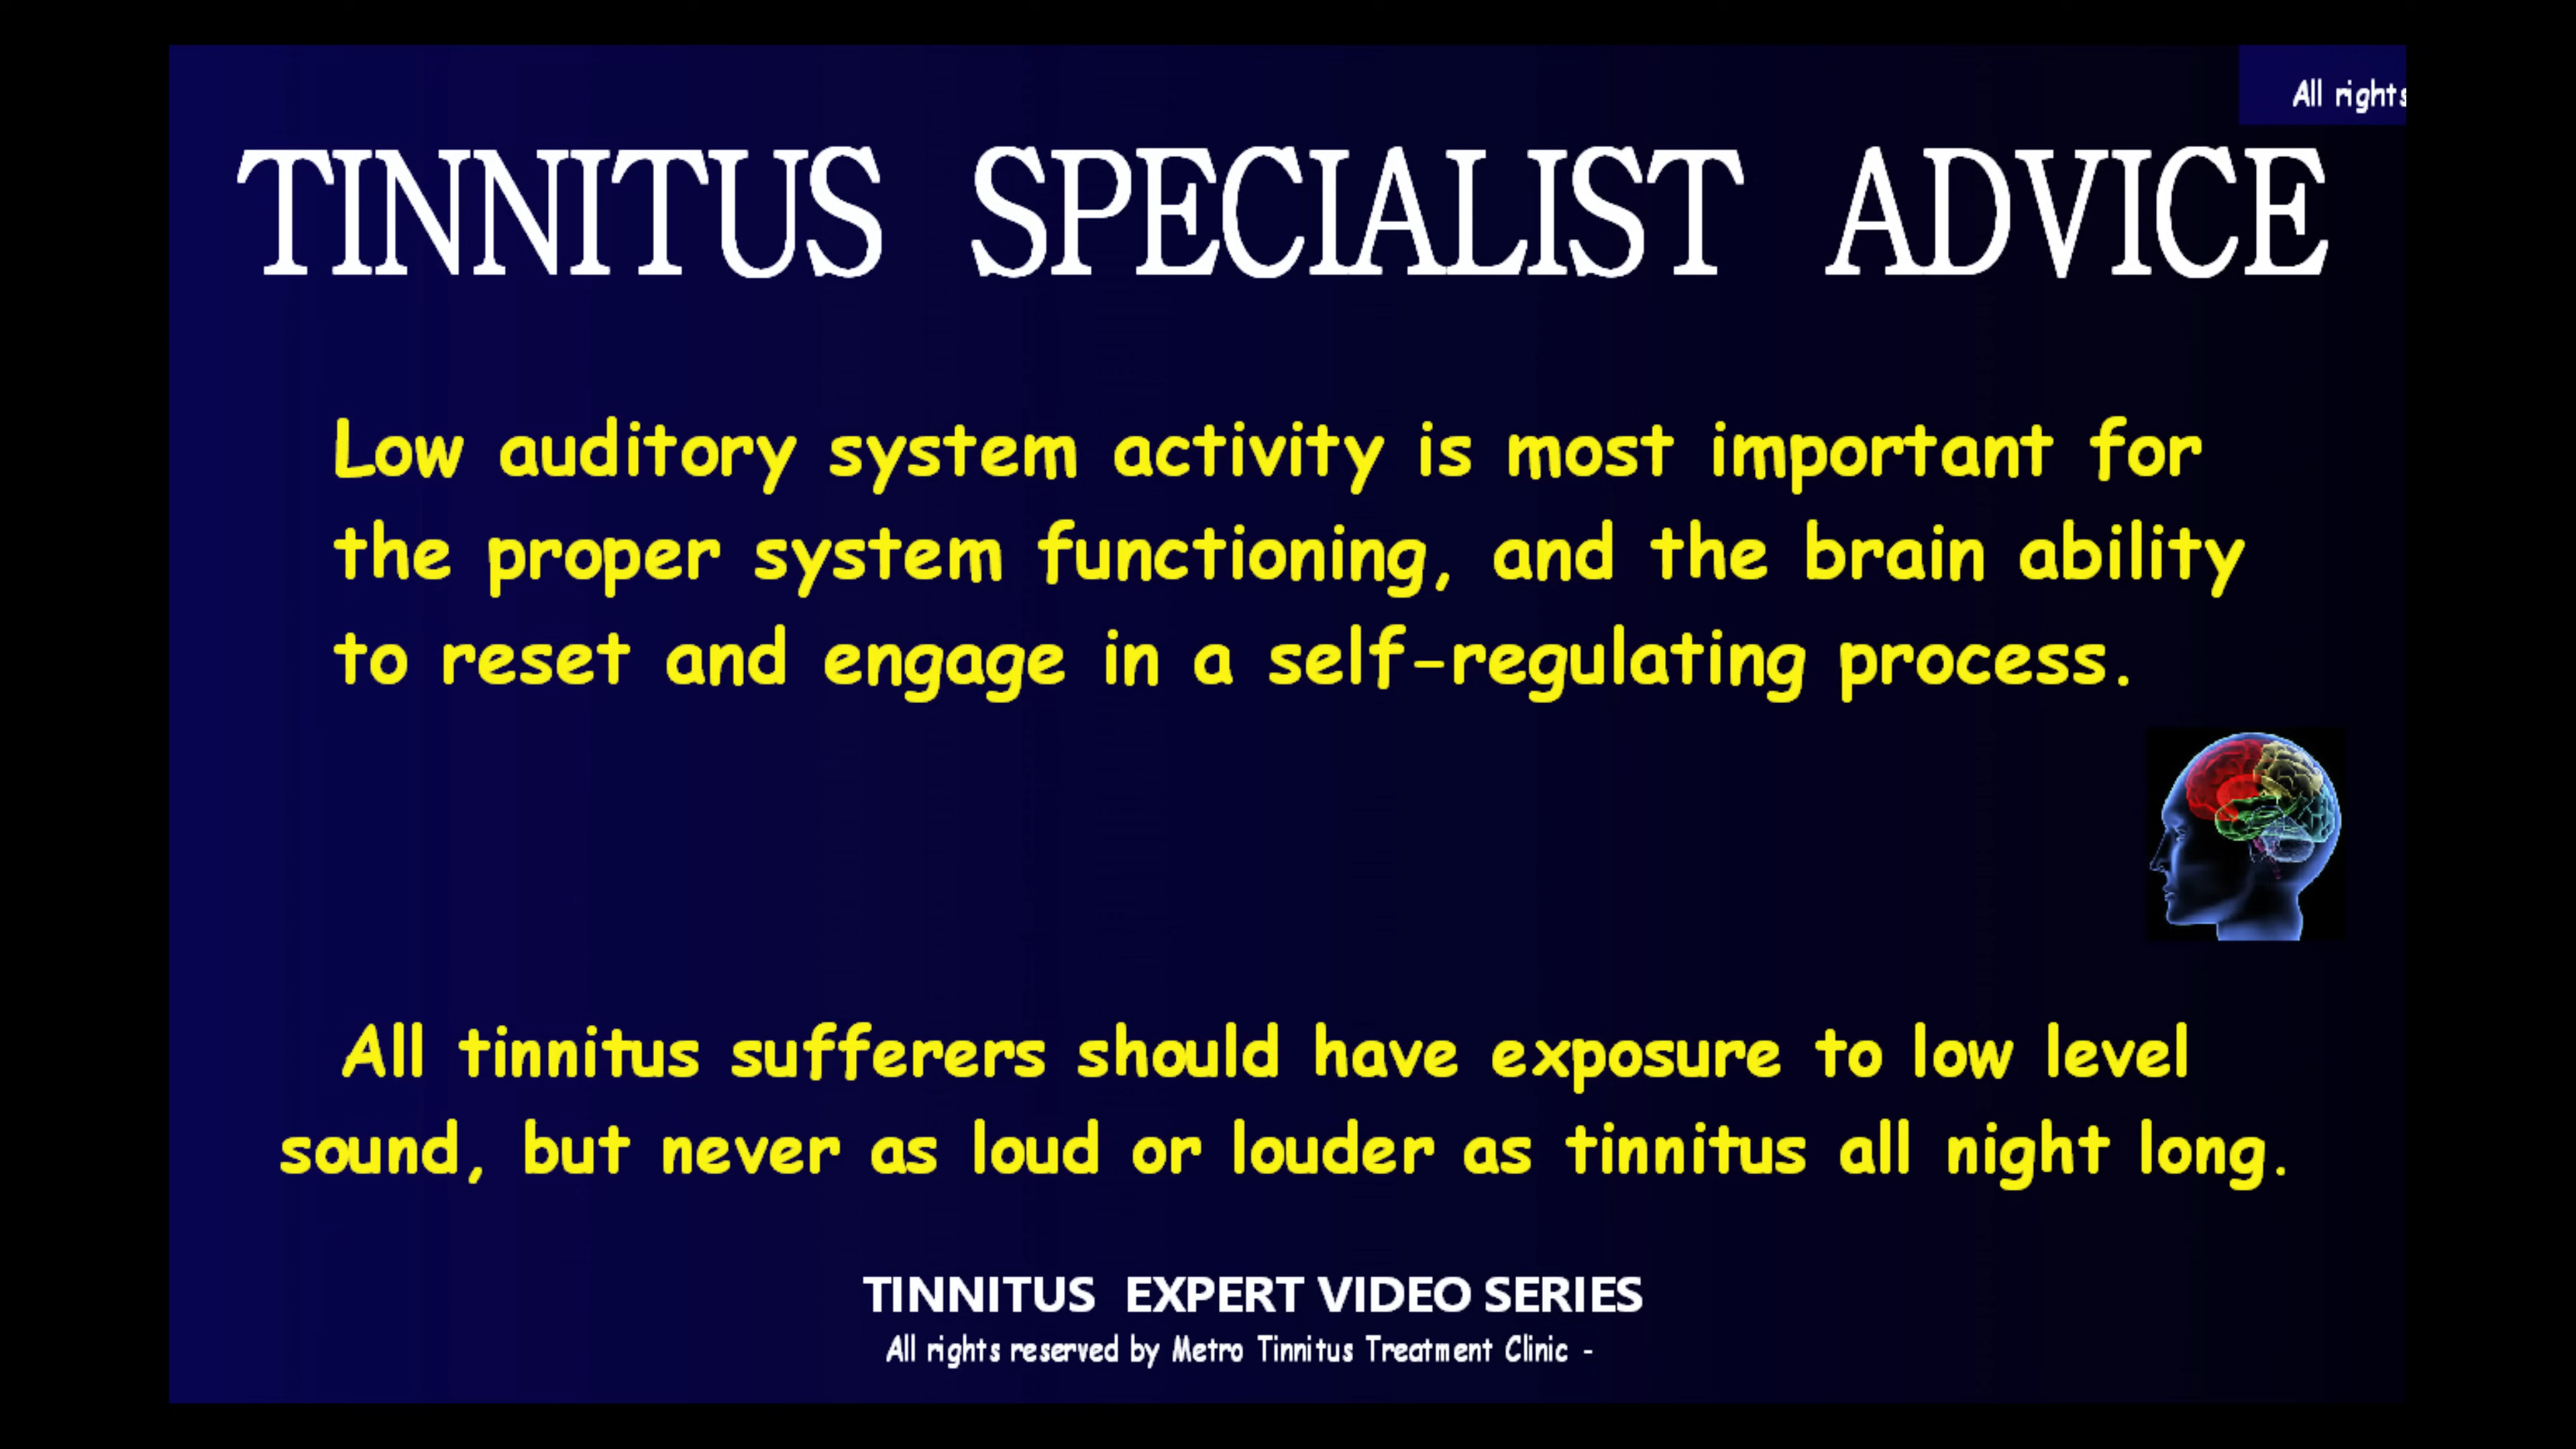 All rights
TINNITUS SPECIALIST ADVICE
Low auditory system activity is most important for
the proper system functioning, and the brain ability
to reset and engage in a self-regulating process.
All tinnitus sufferers should have exposure to low level
sound, but never as loud or louder as tinnitus all night long.
TINNITUS EXPERT VIDEO SERIES
All rights reserved by Metro Tinnitus Treatment Clinic -